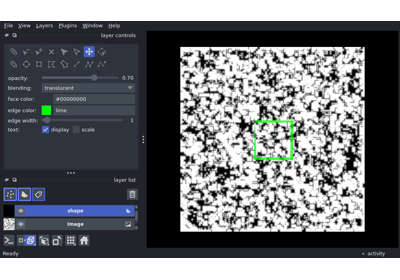 File View Layers Plugins Window Help
layer controls
opacity: 0.70
blending: translucent
face color: #00000000
edge color: lime
edge width: 1
text: display scale
layer list
shape
Image
Ready activity